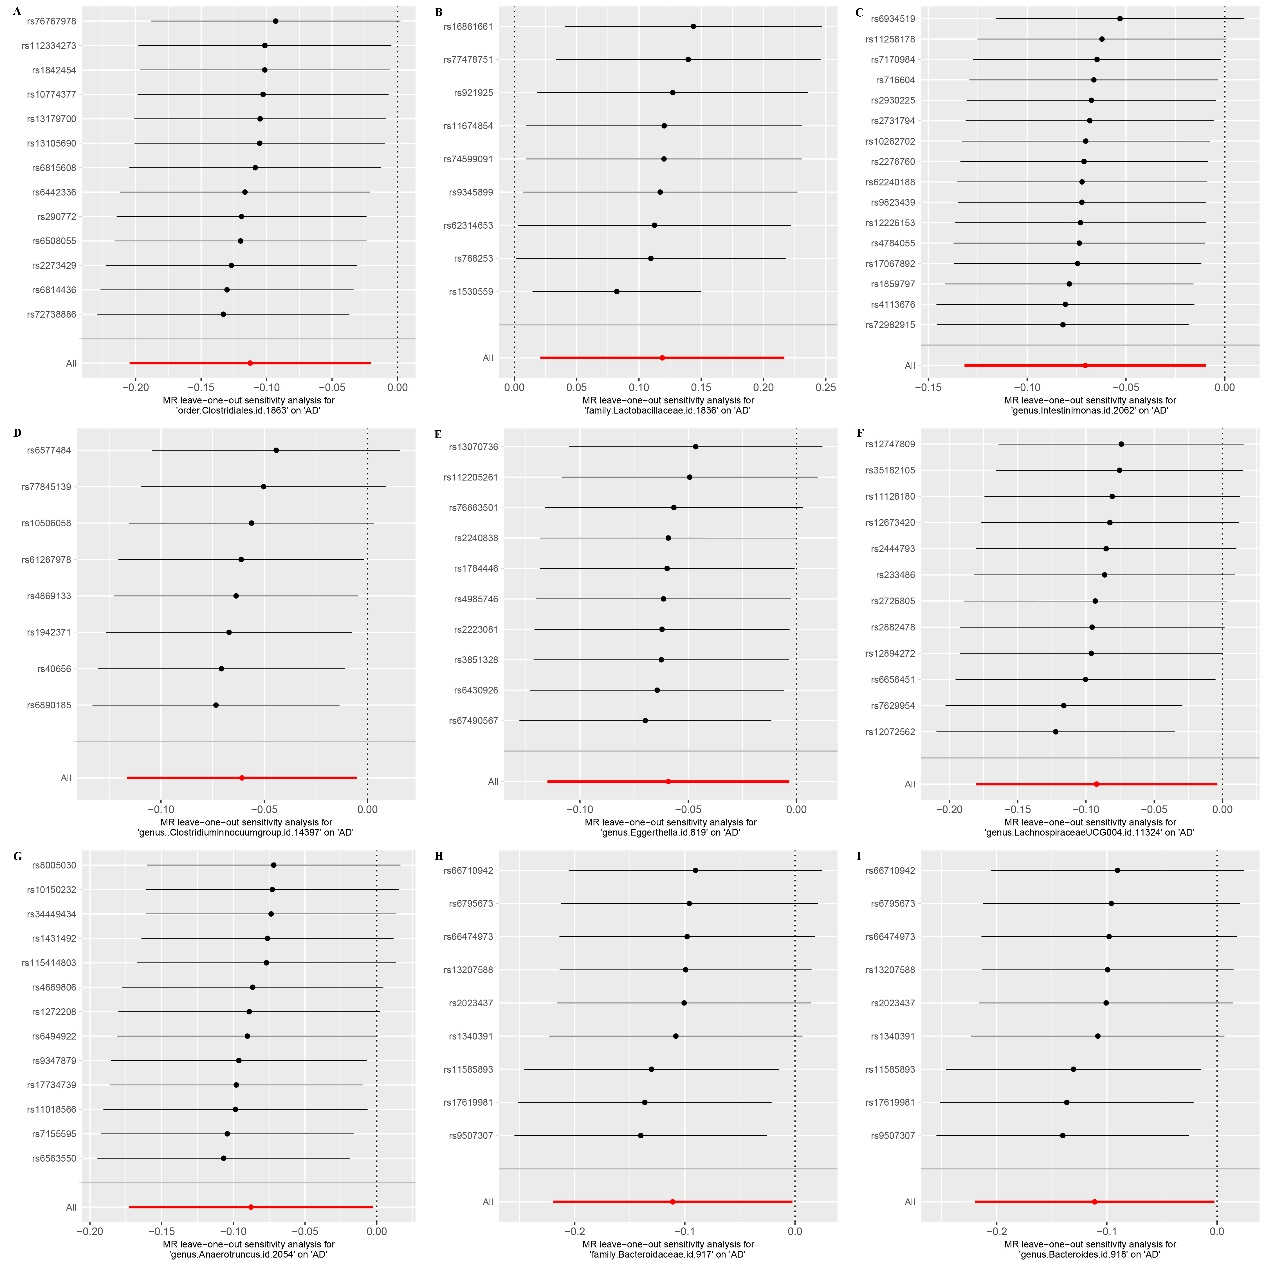 A
rs76767978
rs112334273
rs1842454
rs10774377
rs13179700
rs13105690
rs6815608
rs6442336
rs290772
rs6508055
rs2273429
rs6814436
rs72738866
All
−0.20 −0.15 −0.10 −0.05 0.00
MR leave−one−out sensitivity analysis for
'order.Clostridiales.id.1863' on 'AD'
B
rs16861661
rs77478751
rs921925
rs11674854
rs74599091
rs9345899
rs62314653
rs766253
rs1530559
All
0.00 0.05 0.10 0.15 0.20 0.25
MR leave−one−out sensitivity analysis for
'family.Lactobacillaceae.id.1836' on 'AD'
C
rs6934519
rs11258178
rs7170984
rs716604
rs2930225
rs2731794
rs10262702
rs2276760
rs62240188
rs9823439
rs12226153
rs4784055
rs17067892
rs1859797
rs4113676
rs72982915
All
−0.15 −0.10 −0.05 0.00
MR leave−one−out sensitivity analysis for
'genus.Intestinimonas.id.2062' on 'AD'
D
rs6577484
rs77845139
rs10506058
rs61267978
rs4869133
rs1942371
rs40656
rs6890185
All
−0.10 −0.05 0.00
MR leave−one−out sensitivity analysis for
'genus..Clostridiuminnocuumgroup.id.14397' on 'AD'
E
rs13070736
rs112205261
rs76663501
rs2240838
rs1764446
rs4985746
rs2223081
rs3851328
rs6430926
rs67490567
All
−0.10 −0.05 0.00
MR leave−one−out sensitivity analysis for
'genus.Eggerthella.id.819' on 'AD'
F
rs12747809
rs35182105
rs11128180
rs12673420
rs2444793
rs233486
rs2726805
rs2882478
rs12894272
rs6656451
rs7629954
rs12072562
All
−0.20 −0.15 −0.10 −0.05 0.00
MR leave−one−out sensitivity analysis for
'genus.LachnospiraceaeUCG004.id.11324' on 'AD'
G
rs8005030
rs10150232
rs34449434
rs1431492
rs115414803
rs4669806
rs1272208
rs6494922
rs9347879
rs17734739
rs11018566
rs7155595
rs6563550
All
−0.20 −0.15 −0.10 −0.05 0.00
MR leave−one−out sensitivity analysis for
'genus.Anaerotruncus.id.2054' on 'AD'
H
rs66710942
rs6795673
rs66474973
rs13207588
rs2023437
rs1340391
rs11585893
rs17619981
rs9507307
All
−0.2 −0.1 0.0
MR leave−one−out sensitivity analysis for
'family.Bacteroidaceae.id.917' on 'AD'
I
rs66710942
rs6795673
rs66474973
rs13207588
rs2023437
rs1340391
rs11585893
rs17619981
rs9507307
All
−0.2 −0.1 0.0
MR leave−one−out sensitivity analysis for
'genus.Bacteroides.id.918' on 'AD'